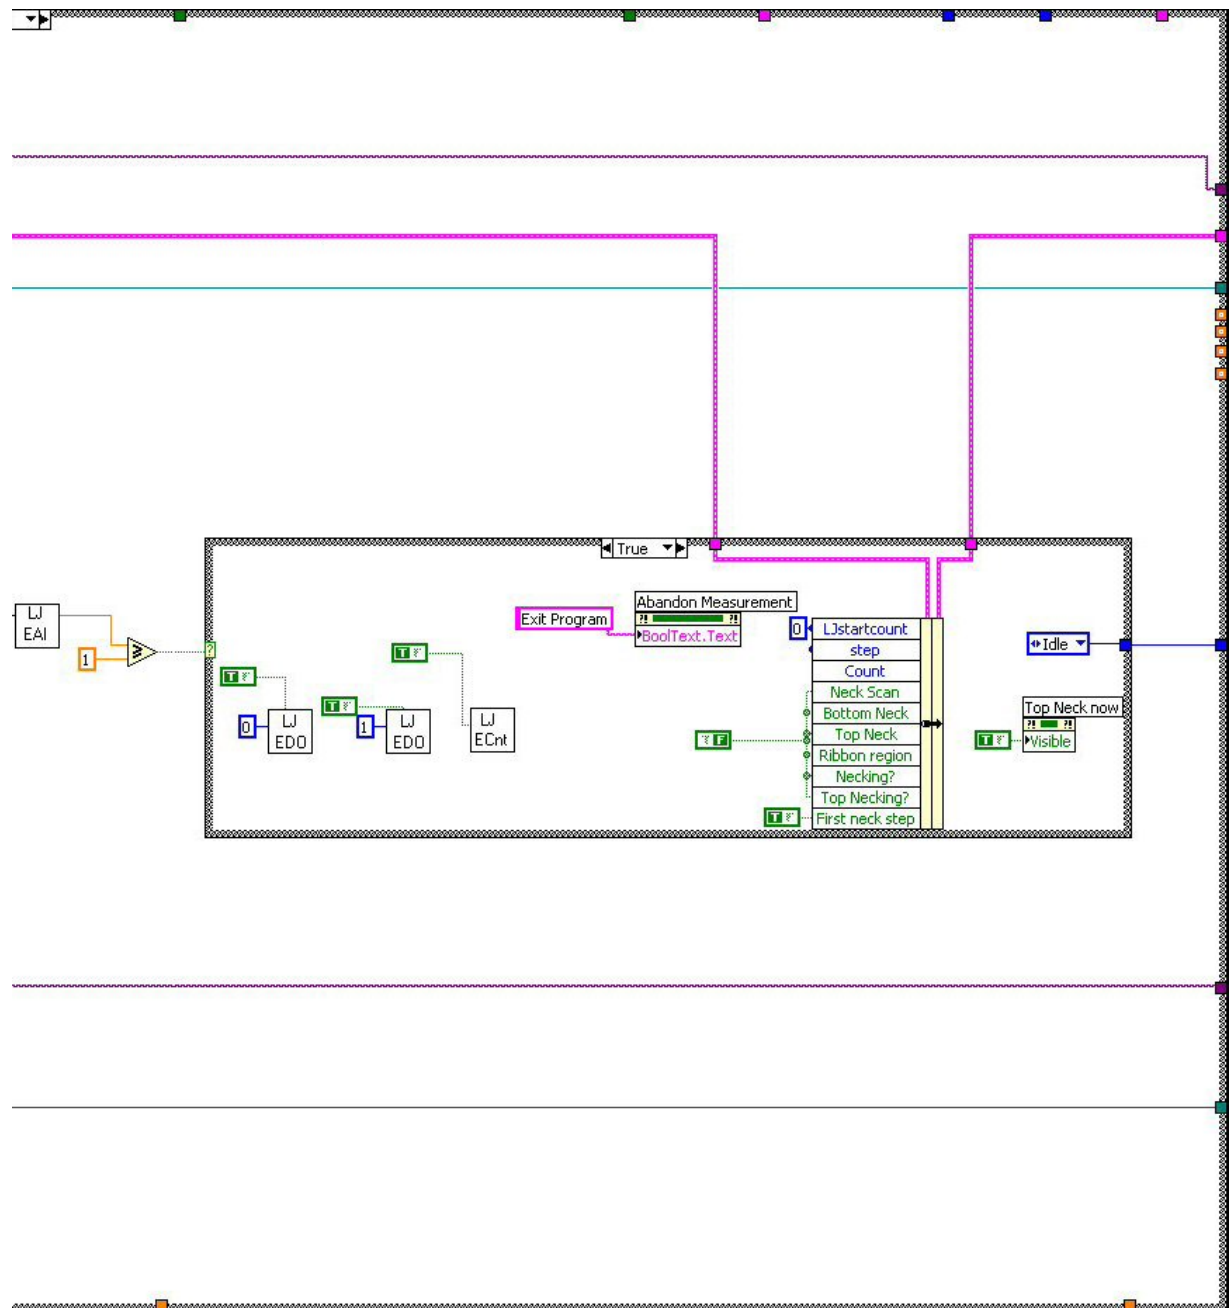 True
LJ
EAI
1
?
T
0
LJ
EDO
T
1
LJ
EDO
T
LJ
ECnt
Exit Program
Abandon Measurement
?! ?!
BoolText.Text
0
LJstartcount
step
Count
Neck Scan
Bottom Neck
Top Neck
Ribbon region
Necking?
Top Necking?
First neck step
F
T
Idle
Top Neck now
?! ?!
T
Visible